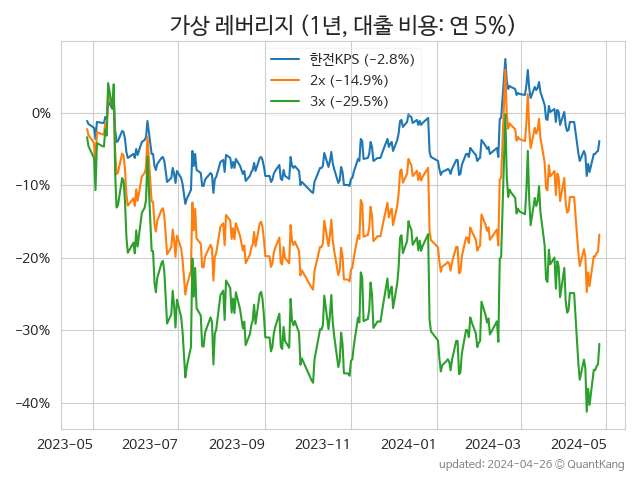 가상 레버리지 (1년, 대출 비용: 연 5%)
한전KPS (−2.8%)
2x (−14.9%)
3x (−29.5%)
0%
−10%
−20%
−30%
−40%
2023-05 2023-07 2023-09 2023-11 2024-01 2024-03 2024-05
updated: 2024-04-26 © QuantKang